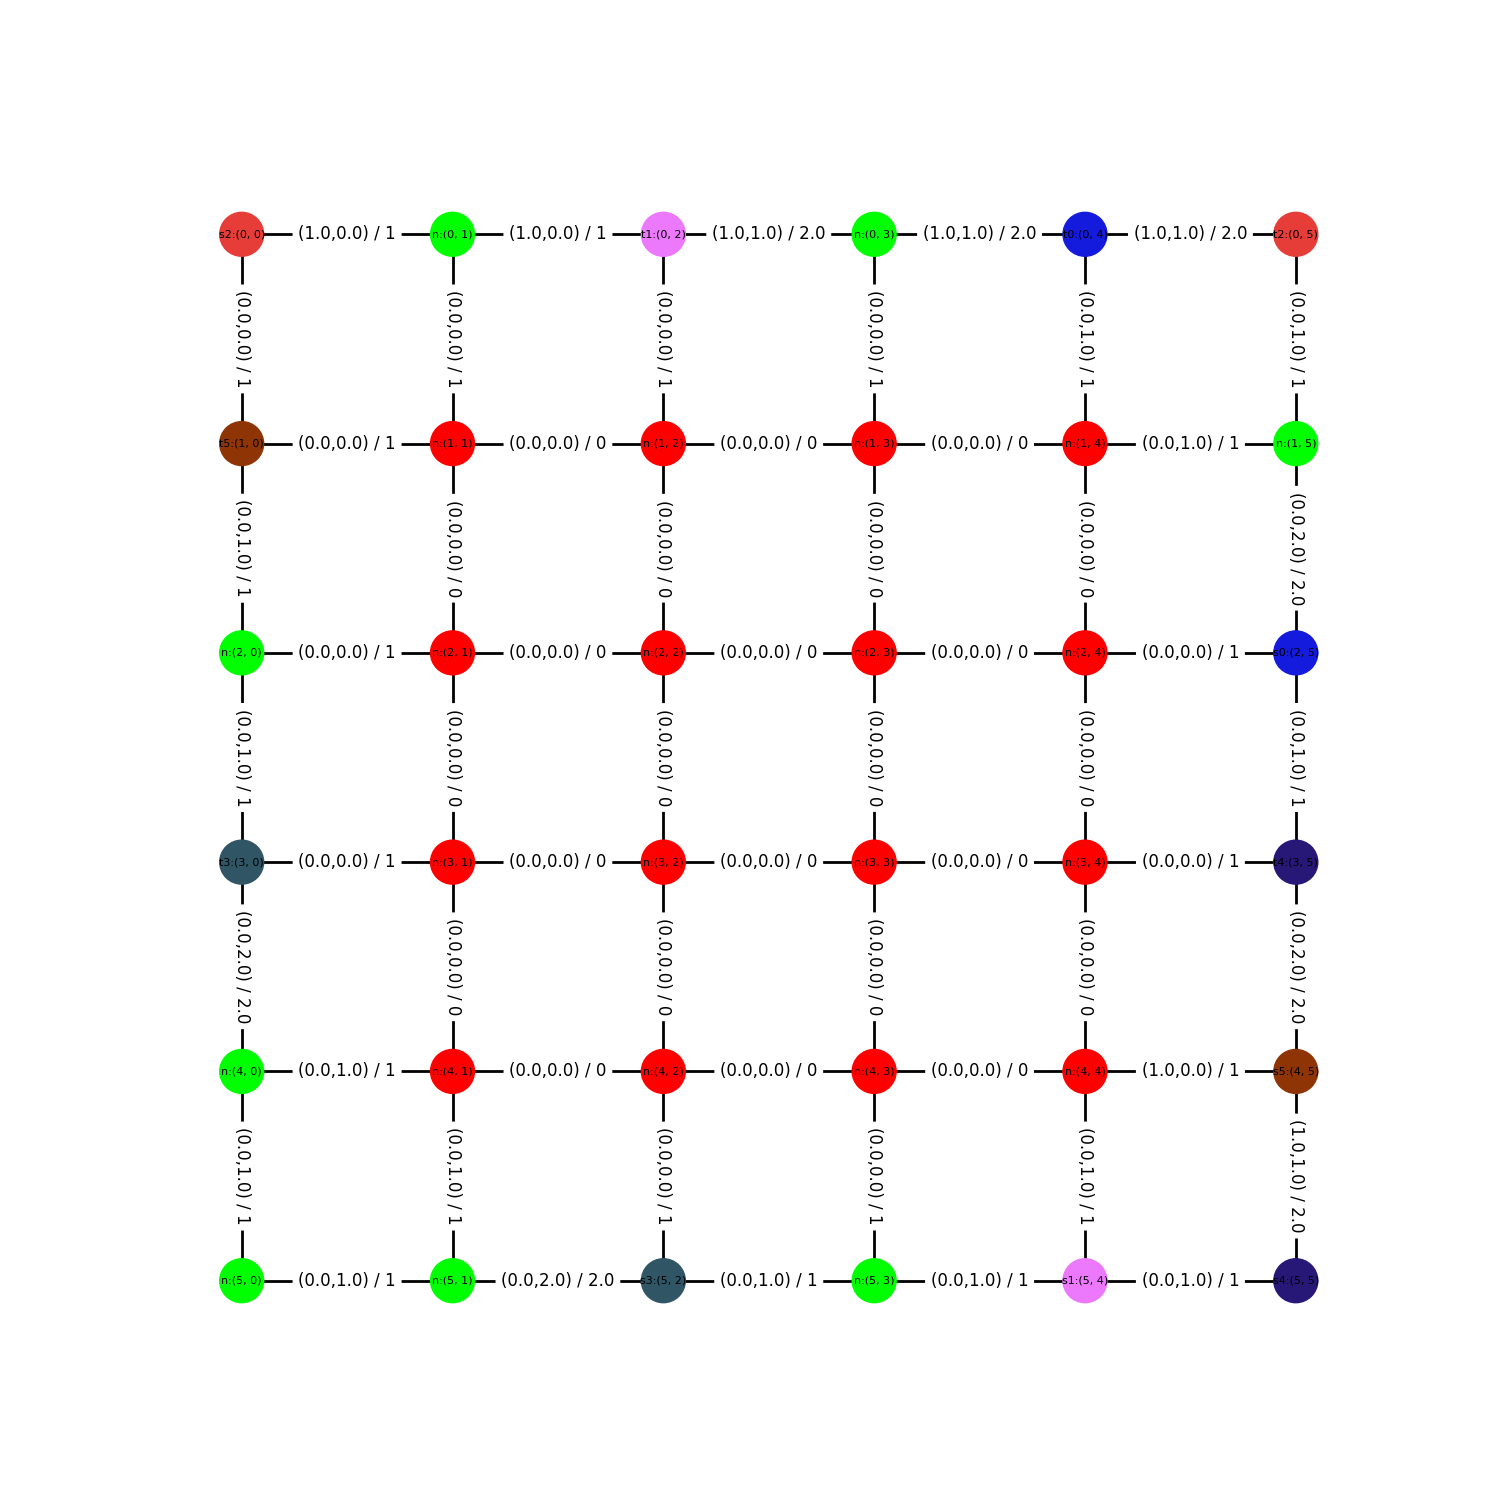 s2:(0, 0) (1.0,0.0) / 1 n:(0, 1) (1.0,0.0) / 1 t1:(0, 2) (1.0,1.0) / 2.0 n:(0, 3) (1.0,1.0) / 2.0 t0:(0, 4) (1.0,1.0) / 2.0 t2:(0, 5)
(0.0,0.0) / 1 (0.0,0.0) / 1 (0.0,0.0) / 1 (0.0,0.0) / 1 (0.0,1.0) / 1 (0.0,1.0) / 1
t5:(1, 0) (0.0,0.0) / 1 n:(1, 1) (0.0,0.0) / 0 n:(1, 2) (0.0,0.0) / 0 n:(1, 3) (0.0,0.0) / 0 n:(1, 4) (0.0,1.0) / 1 n:(1, 5)
(0.0,1.0) / 1 (0.0,0.0) / 0 (0.0,0.0) / 0 (0.0,0.0) / 0 (0.0,0.0) / 0 (0.0,2.0) / 2.0
n:(2, 0) (0.0,0.0) / 1 n:(2, 1) (0.0,0.0) / 0 n:(2, 2) (0.0,0.0) / 0 n:(2, 3) (0.0,0.0) / 0 n:(2, 4) (0.0,0.0) / 1 s0:(2, 5)
(0.0,1.0) / 1 (0.0,0.0) / 0 (0.0,0.0) / 0 (0.0,0.0) / 0 (0.0,0.0) / 0 (0.0,1.0) / 1
t3:(3, 0) (0.0,0.0) / 1 n:(3, 1) (0.0,0.0) / 0 n:(3, 2) (0.0,0.0) / 0 n:(3, 3) (0.0,0.0) / 0 n:(3, 4) (0.0,0.0) / 1 t4:(3, 5)
(0.0,2.0) / 2.0 (0.0,0.0) / 0 (0.0,0.0) / 0 (0.0,0.0) / 0 (0.0,0.0) / 0 (0.0,2.0) / 2.0
n:(4, 0) (0.0,1.0) / 1 n:(4, 1) (0.0,0.0) / 0 n:(4, 2) (0.0,0.0) / 0 n:(4, 3) (0.0,0.0) / 0 n:(4, 4) (1.0,0.0) / 1 s5:(4, 5)
(0.0,1.0) / 1 (0.0,1.0) / 1 (0.0,0.0) / 1 (0.0,0.0) / 1 (0.0,1.0) / 1 (1.0,1.0) / 2.0
n:(5, 0) (0.0,1.0) / 1 n:(5, 1) (0.0,2.0) / 2.0 s3:(5, 2) (0.0,1.0) / 1 n:(5, 3) (0.0,1.0) / 1 s1:(5, 4) (0.0,1.0) / 1 s4:(5, 5)